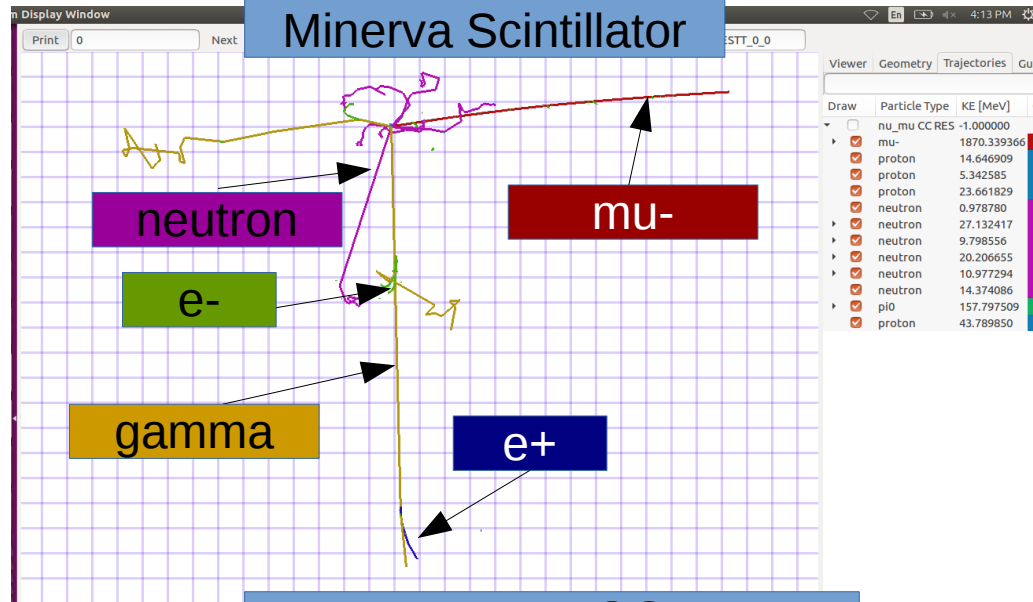 m Display Window
En
4:13 PM
Minerva Scintillator
Print
0
Next
STT_0_0
Viewer Geometry Trajectories Gu
Draw Particle Type KE [MeV]
nu_mu CC RES -1.000000
mu- 1870.339366
proton 14.646909
proton 5.342585
proton 23.661829
neutron 0.978780
neutron 27.132417
neutron 9.798556
neutron 20.206655
neutron 10.977294
neutron 14.374086
pi0 157.797509
proton 43.789850
neutron
mu-
e-
gamma
e+